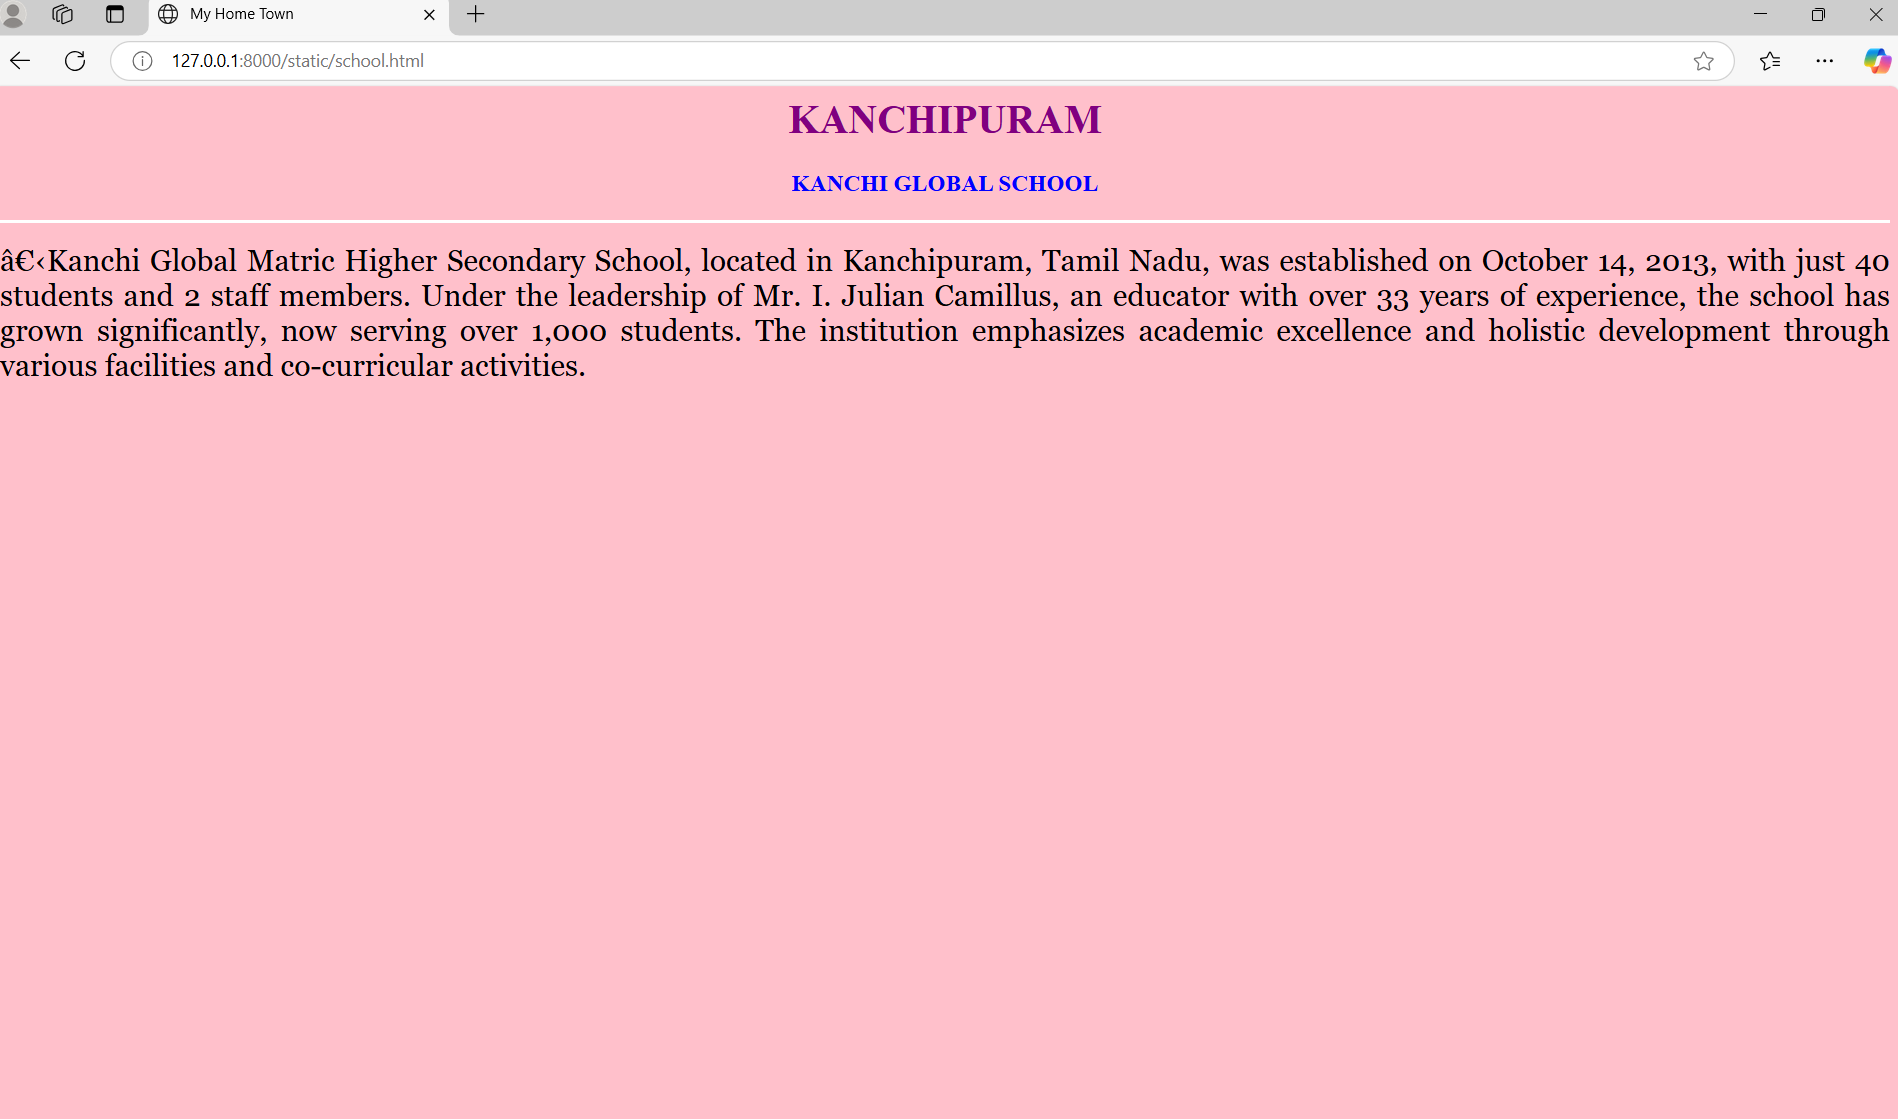 My Home Town
127.0.0.1:8000/static/school.html
KANCHIPURAM
KANCHI GLOBAL SCHOOL
â€‹Kanchi Global Matric Higher Secondary School, located in Kanchipuram, Tamil Nadu, was established on October 14, 2013, with just 40
students and 2 staff members. Under the leadership of Mr. I. Julian Camillus, an educator with over 33 years of experience, the school has
grown significantly, now serving over 1,000 students. The institution emphasizes academic excellence and holistic development through
various facilities and co-curricular activities.